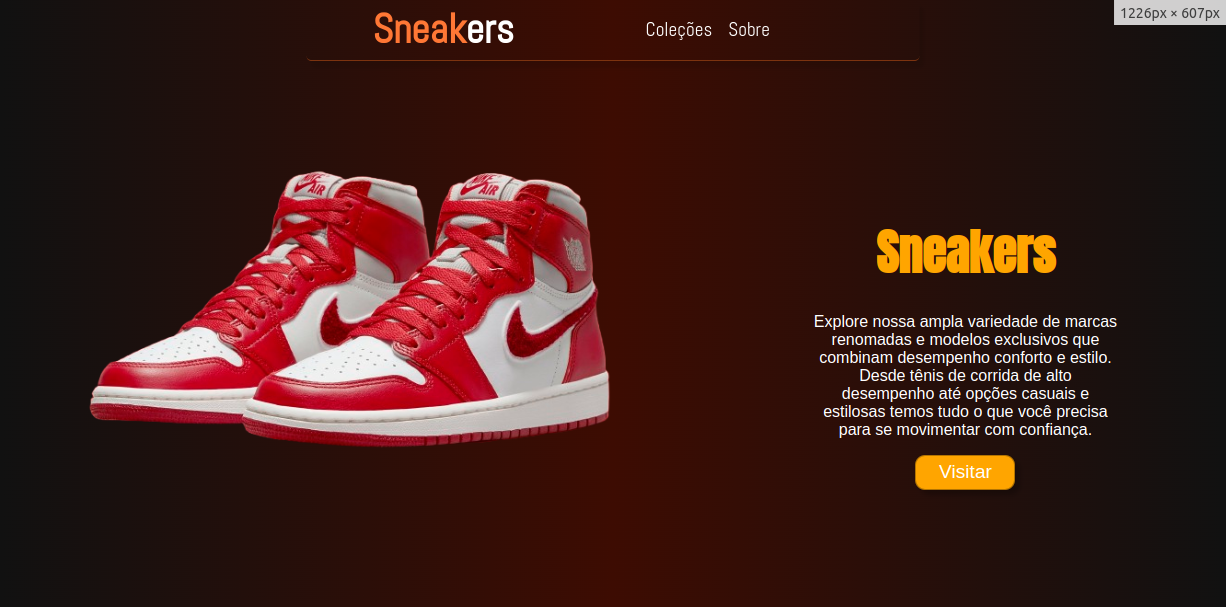 Sneakers
Coleções Sobre
1226px × 607px
NIKE AIR
NIKE AIR
Sneakers
Explore nossa ampla variedade de marcas
renomadas e modelos exclusivos que
combinam desempenho conforto e estilo.
Desde tênis de corrida de alto
desempenho até opções casuais e
estilosas temos tudo o que você precisa
para se movimentar com confiança.
Visitar